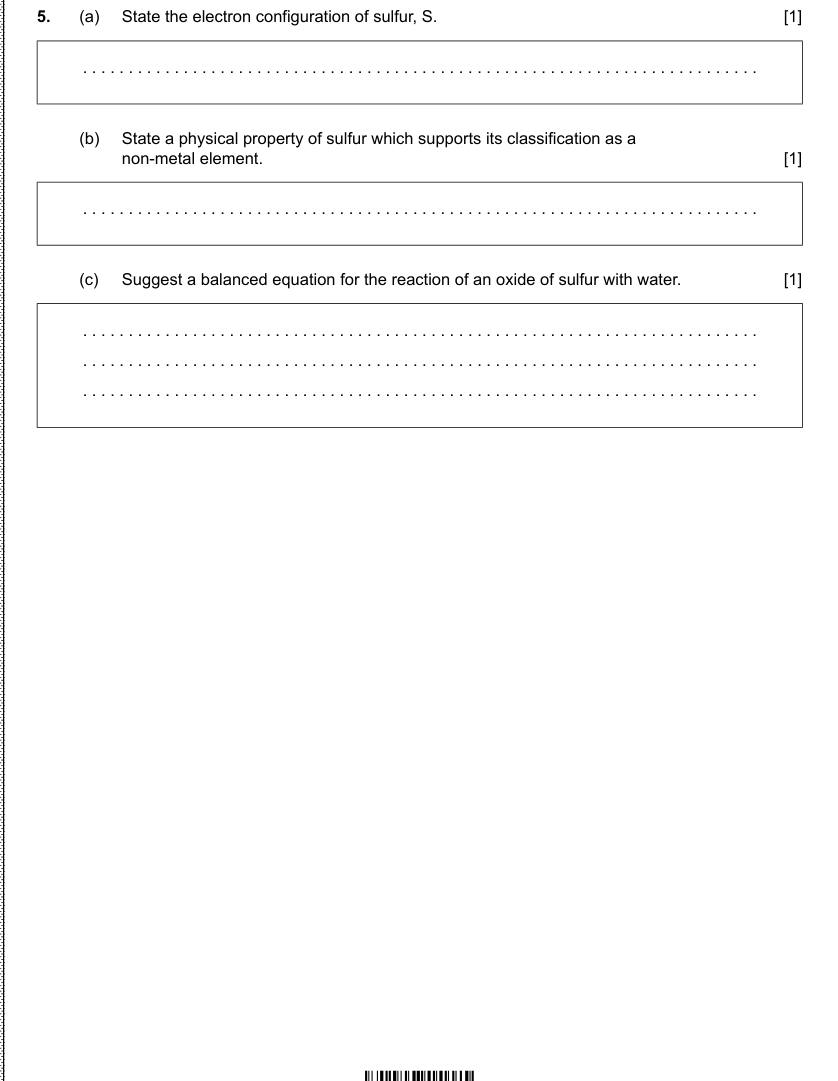 5. (a) State the electron configuration of sulfur, S. [1]
(b) State a physical property of sulfur which supports its classification as a
non-metal element. [1]
(c) Suggest a balanced equation for the reaction of an oxide of sulfur with water. [1]